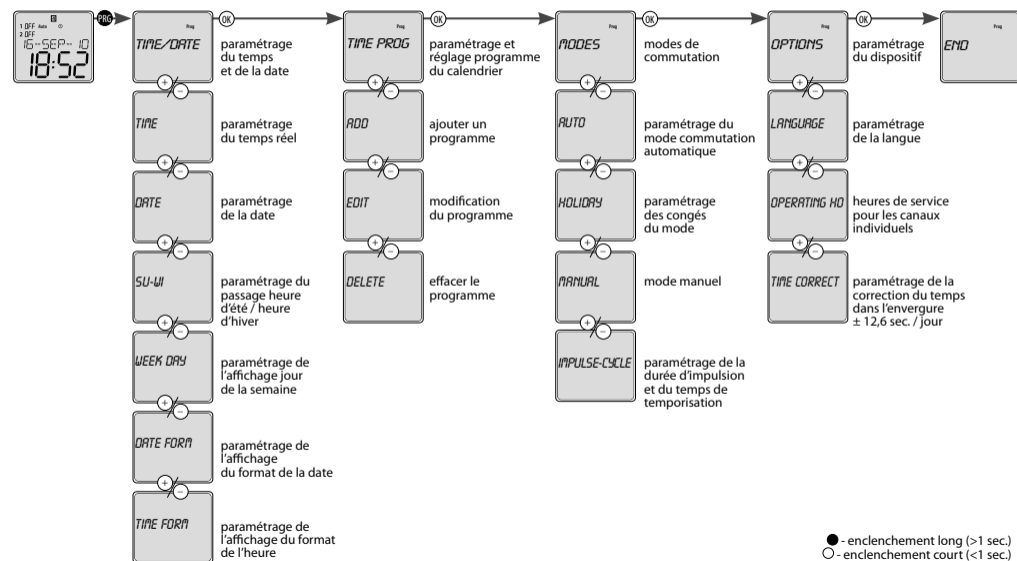 1 OFF Auto
2 OFF
16-SEP-10
18:52
PRG
Prog
TIME/DATE
OK
paramétrage
du temps
et de la date
+/-
TIME
paramétrage
du temps réel
+/-
DATE
paramétrage
de la date
+/-
SU-WI
paramétrage du
passage heure
d'été / heure
d'hiver
+/-
WEEK DAY
paramétrage de
l'affichage jour
de la semaine
+/-
DATE FORM
paramétrage de
l'affichage
du format de la date
+/-
TIME FORM
paramétrage de
l'affichage du format
de l'heure
Prog
TIME PROG
OK
paramétrage et
réglage programme
du calendrier
+/-
ADD
ajouter un
programme
+/-
EDIT
modification
du programme
+/-
DELETE
effacer le
programme
Prog
MODES
OK
modes de
commutation
+/-
AUTO
paramétrage du
mode commutation
automatique
+/-
HOLIDAY
paramétrage
des congés
du mode
+/-
MANUAL
mode manuel
+/-
IMPULSE-CYCLE
paramétrage de la
durée d'impulsion
et du temps de
temporisation
Prog
OPTIONS
OK
paramétrage
du dispositif
+/-
LANGUAGE
paramétrage
de la langue
+/-
OPERATING HO
heures de service
pour les canaux
individuels
+/-
TIME CORRECT
paramétrage de la
correction du temps
dans l'envergure
± 12,6 sec. / jour
Prog
END
● - enclenchement long (>1 sec.)
○ - enclenchement court (<1 sec.)